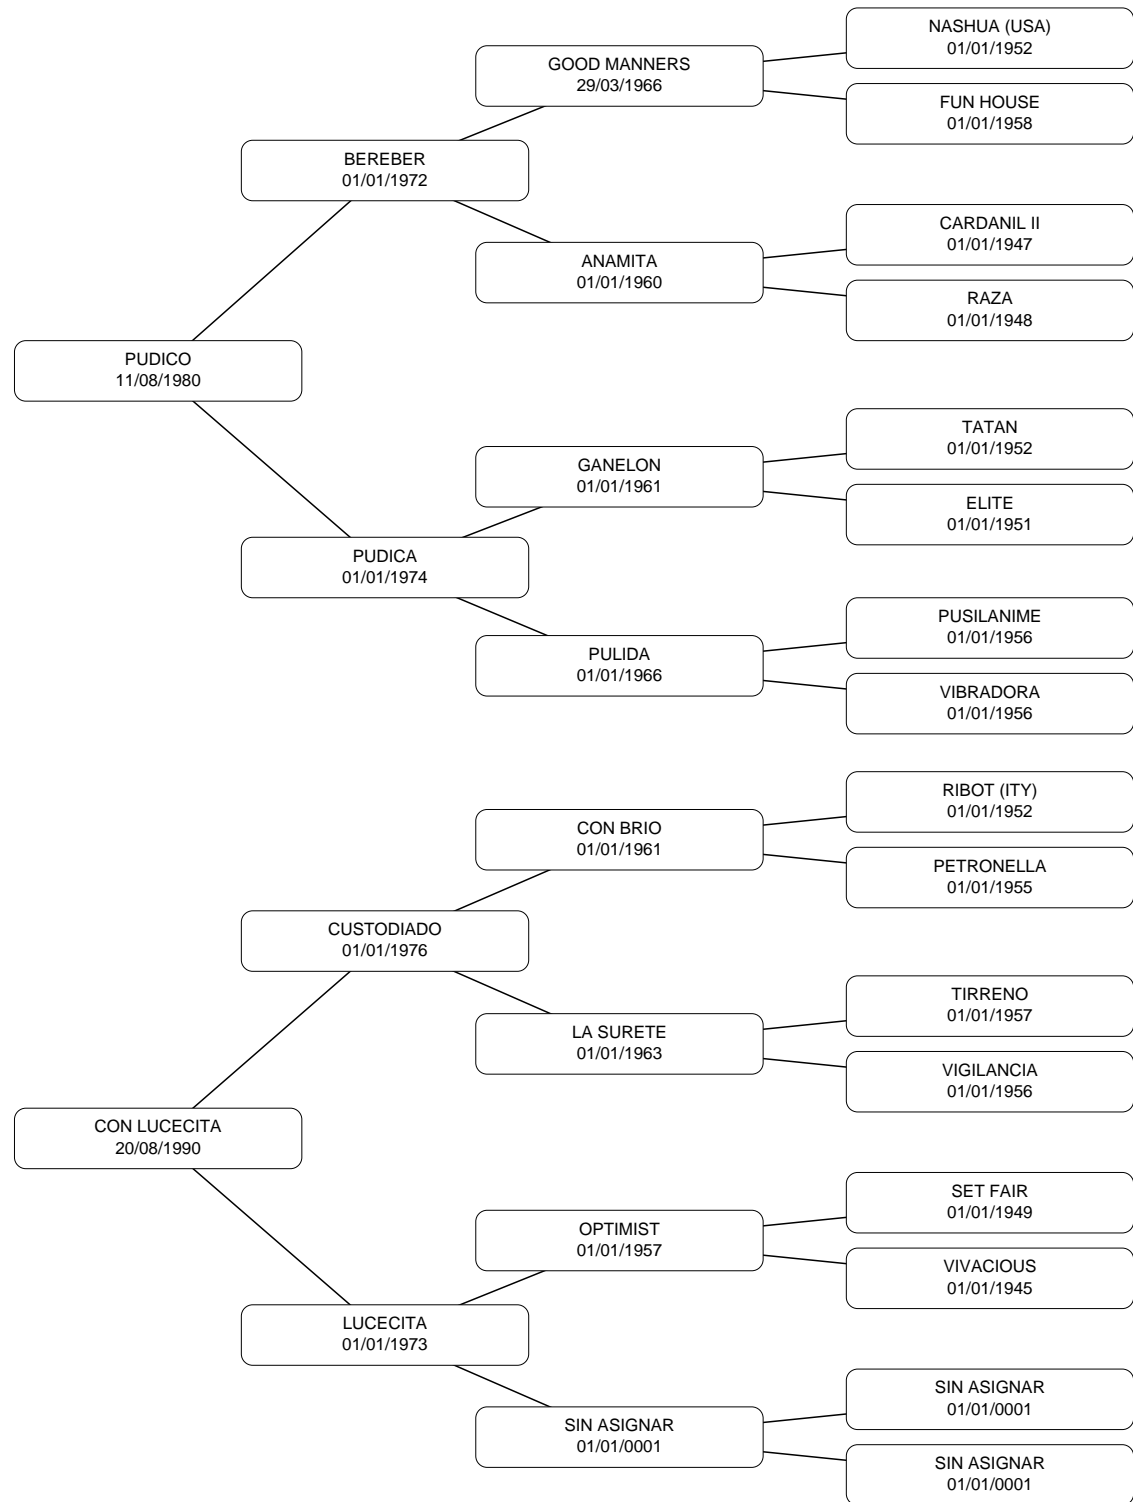 NASHUA (USA)
01/01/1952
GOOD MANNERS
29/03/1966
FUN HOUSE
01/01/1958
BEREBER
01/01/1972
CARDANIL II
01/01/1947
ANAMITA
01/01/1960
RAZA
01/01/1948
PUDICO
11/08/1980
TATAN
01/01/1952
GANELON
01/01/1961
ELITE
01/01/1951
PUDICA
01/01/1974
PUSILANIME
01/01/1956
PULIDA
01/01/1966
VIBRADORA
01/01/1956
RIBOT (ITY)
01/01/1952
CON BRIO
01/01/1961
PETRONELLA
01/01/1955
CUSTODIADO
01/01/1976
TIRRENO
01/01/1957
LA SURETE
01/01/1963
VIGILANCIA
01/01/1956
CON LUCECITA
20/08/1990
SET FAIR
01/01/1949
OPTIMIST
01/01/1957
VIVACIOUS
01/01/1945
LUCECITA
01/01/1973
SIN ASIGNAR
01/01/0001
SIN ASIGNAR
01/01/0001
SIN ASIGNAR
01/01/0001